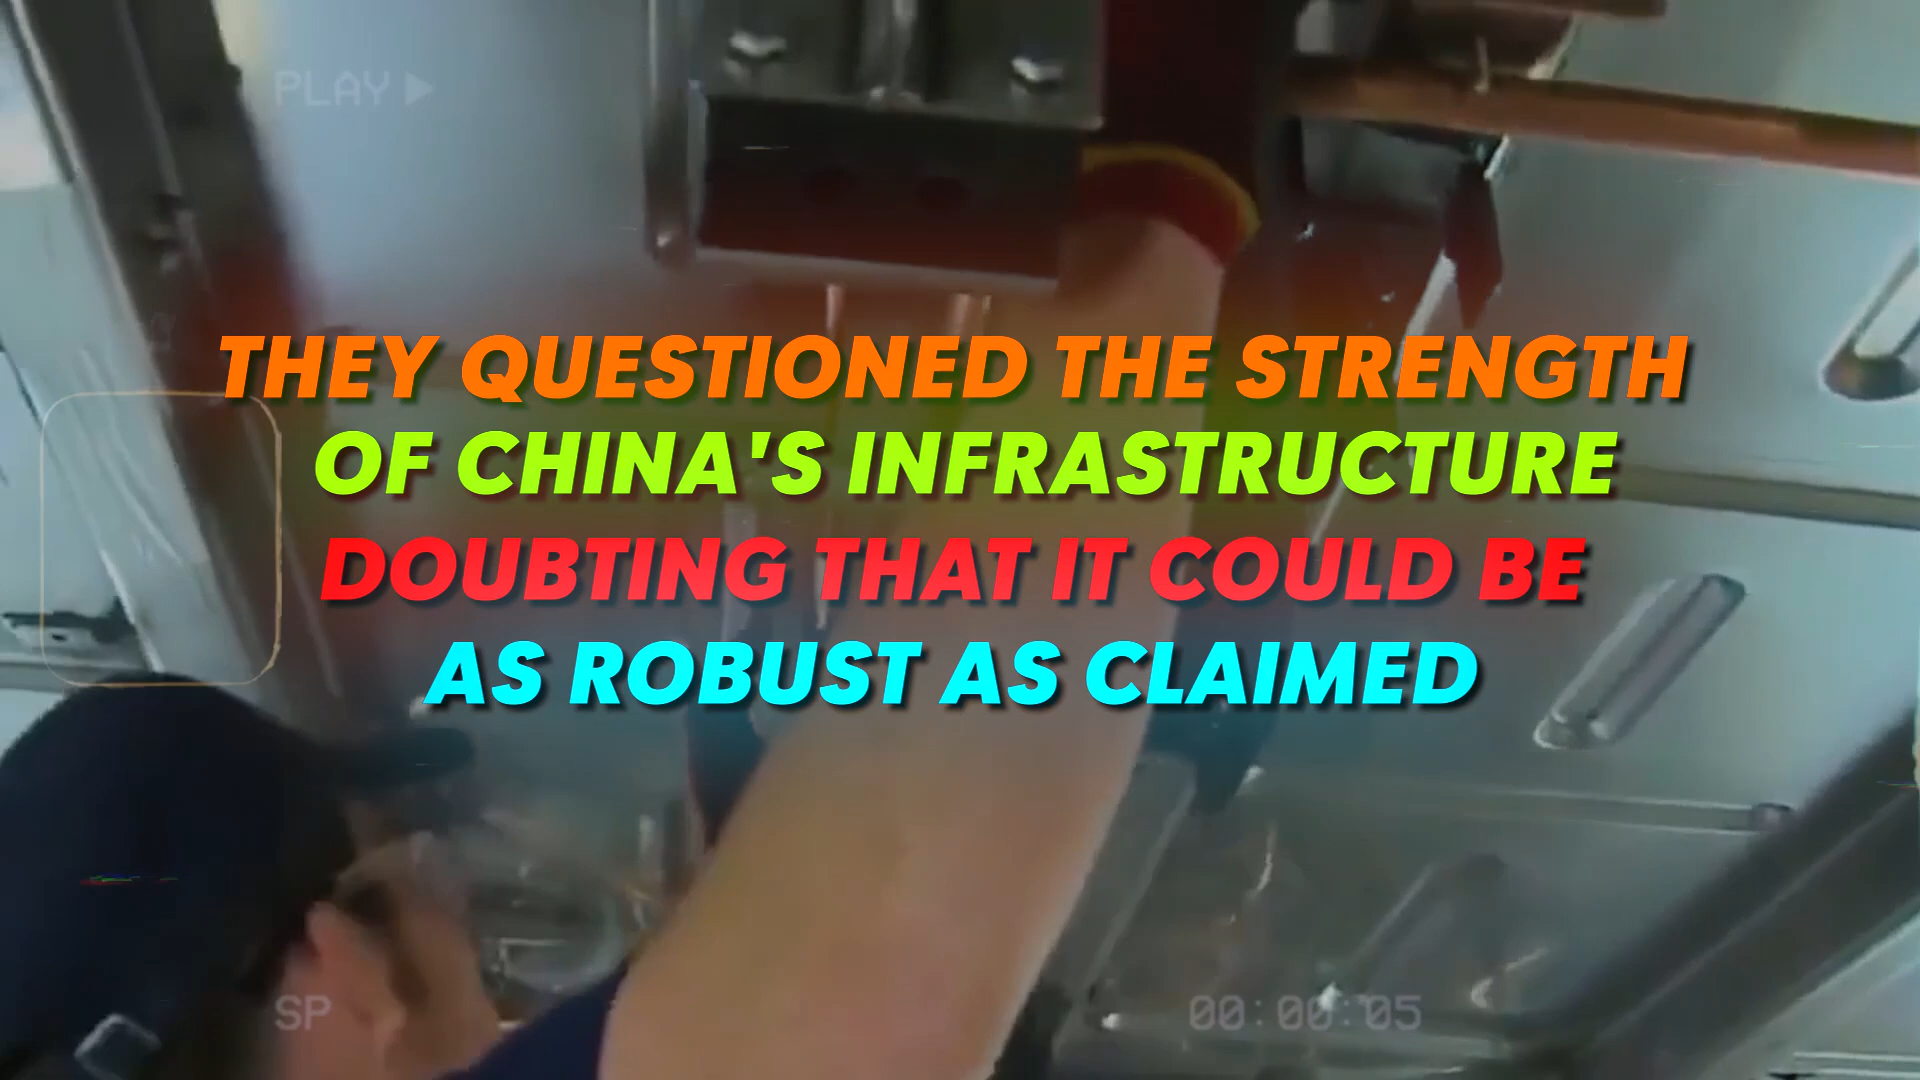 PLAY
THEY QUESTIONED THE STRENGTH
OF CHINA'S INFRASTRUCTURE
DOUBTING THAT IT COULD BE
AS ROBUST AS CLAIMED
SP
00:00:05